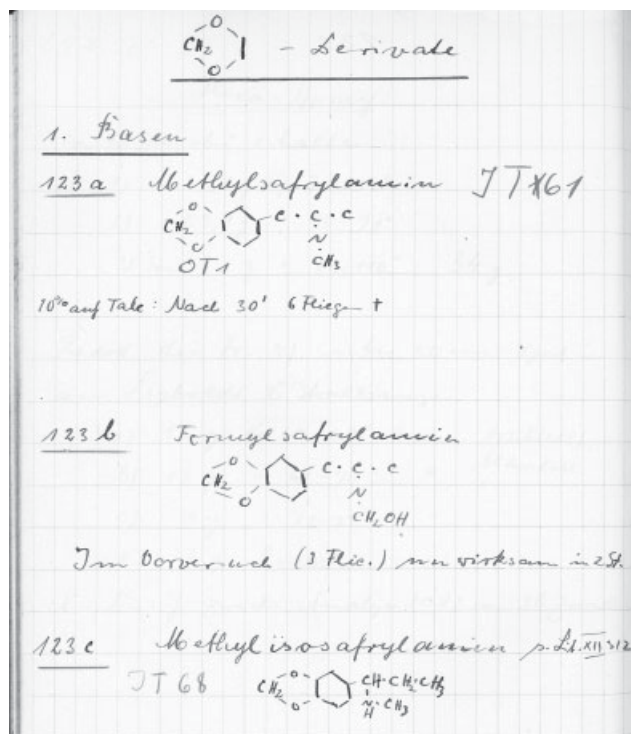 O
CH2 - Derivate
O
1. Basen
123 a Methylsafrylamin JT 61
O
CH2 C · C · C
O N
OT1 CH3
10% auf Talc: Nach 30' 6 Fliegen †
123 b Formylsafrylamin
O C · C · C
CH2 N
O CH2OH
Im Vorversuch (3 Flie.) unwirksam in 2 St.
123 c Methylisosafrylamin s. Lit. XII 312
JT 68 CH2 O CH·CH2·CH3
O N·CH3
H